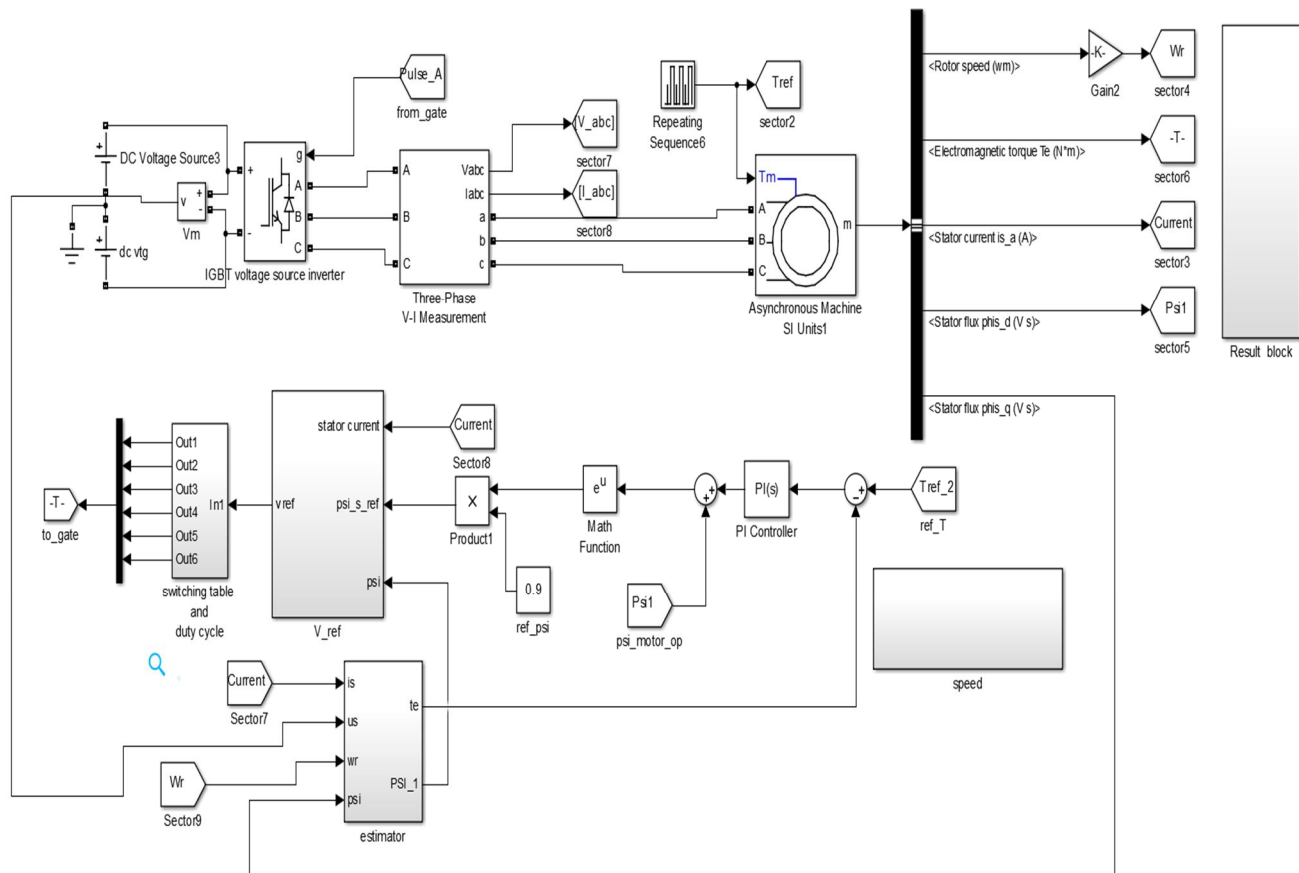 Pulse_A
from_gate
DC Voltage Source3
v
+
-
Vm
dc vtg
g
+
A
B
-
C
IGBT voltage source inverter
A
B
C
Vabc
Iabc
a
b
c
Three-Phase
V-I Measurement
[V_abc]
sector7
[I_abc]
sector8
Repeating
Sequence6
Tref
sector2
Tm
A
B
C
m
Asynchronous Machine
SI Units1
<Rotor speed (wm)>
-K-
Gain2
Wr
sector4
<Electromagnetic torque Te (N*m)>
-T-
sector6
<Stator current is_a (A)>
Current
sector3
<Stator flux phis_d (V s)>
Psi1
sector5
<Stator flux phis_q (V s)>
Result block
-T-
to_gate
Out1
Out2
Out3
Out4
Out5
Out6
In1
switching table
and
duty cycle
stator current
vref
psi_s_ref
psi
V_ref
Current
Sector8
X
Product1
0.9
ref_psi
e^u
Math
Function
+
+
Psi1
psi_motor_op
PI(s)
PI Controller
+
-
Tref_2
ref_T
speed
Current
Sector7
Wr
Sector9
is
us
wr
psi
te
PSI_1
estimator